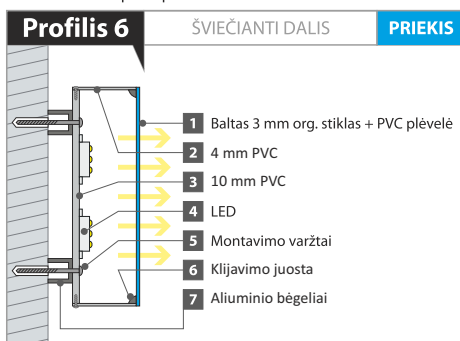 Profilis 6
ŠVIEČIANTI DALIS
PRIEKIS
1 Baltas 3 mm org. stiklas + PVC plėvelė
2 4 mm PVC
3 10 mm PVC
4 LED
5 Montavimo varžtai
6 Klijavimo juosta
7 Aliuminio bėgeliai